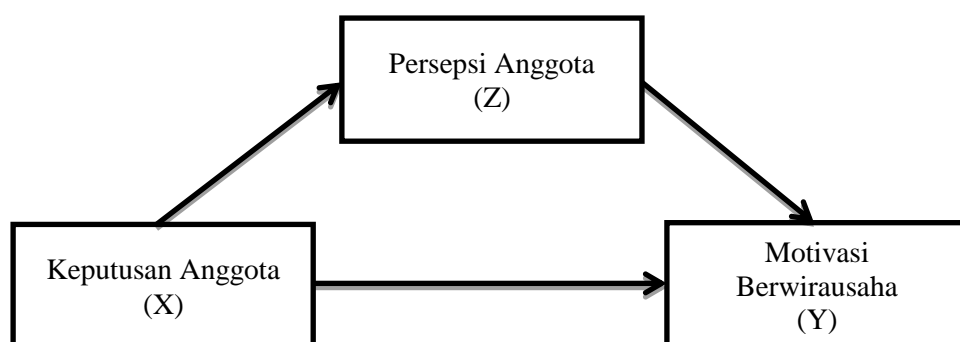 Persepsi Anggota
(Z)
Keputusan Anggota
(X)
Motivasi
Berwirausaha
(Y)